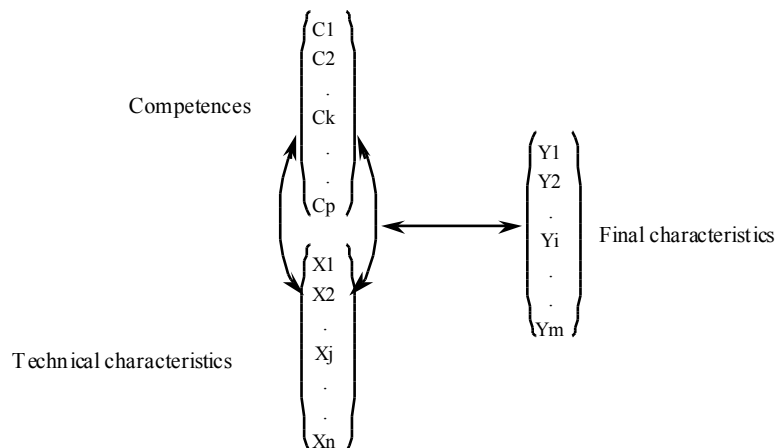 C1
C2
.
Competences
Ck
.
.
Cp
X1
X2
.
Technical characteristics
Xj
.
.
Xn
Y1
Y2
.
Yi
Final characteristics
.
.
Ym